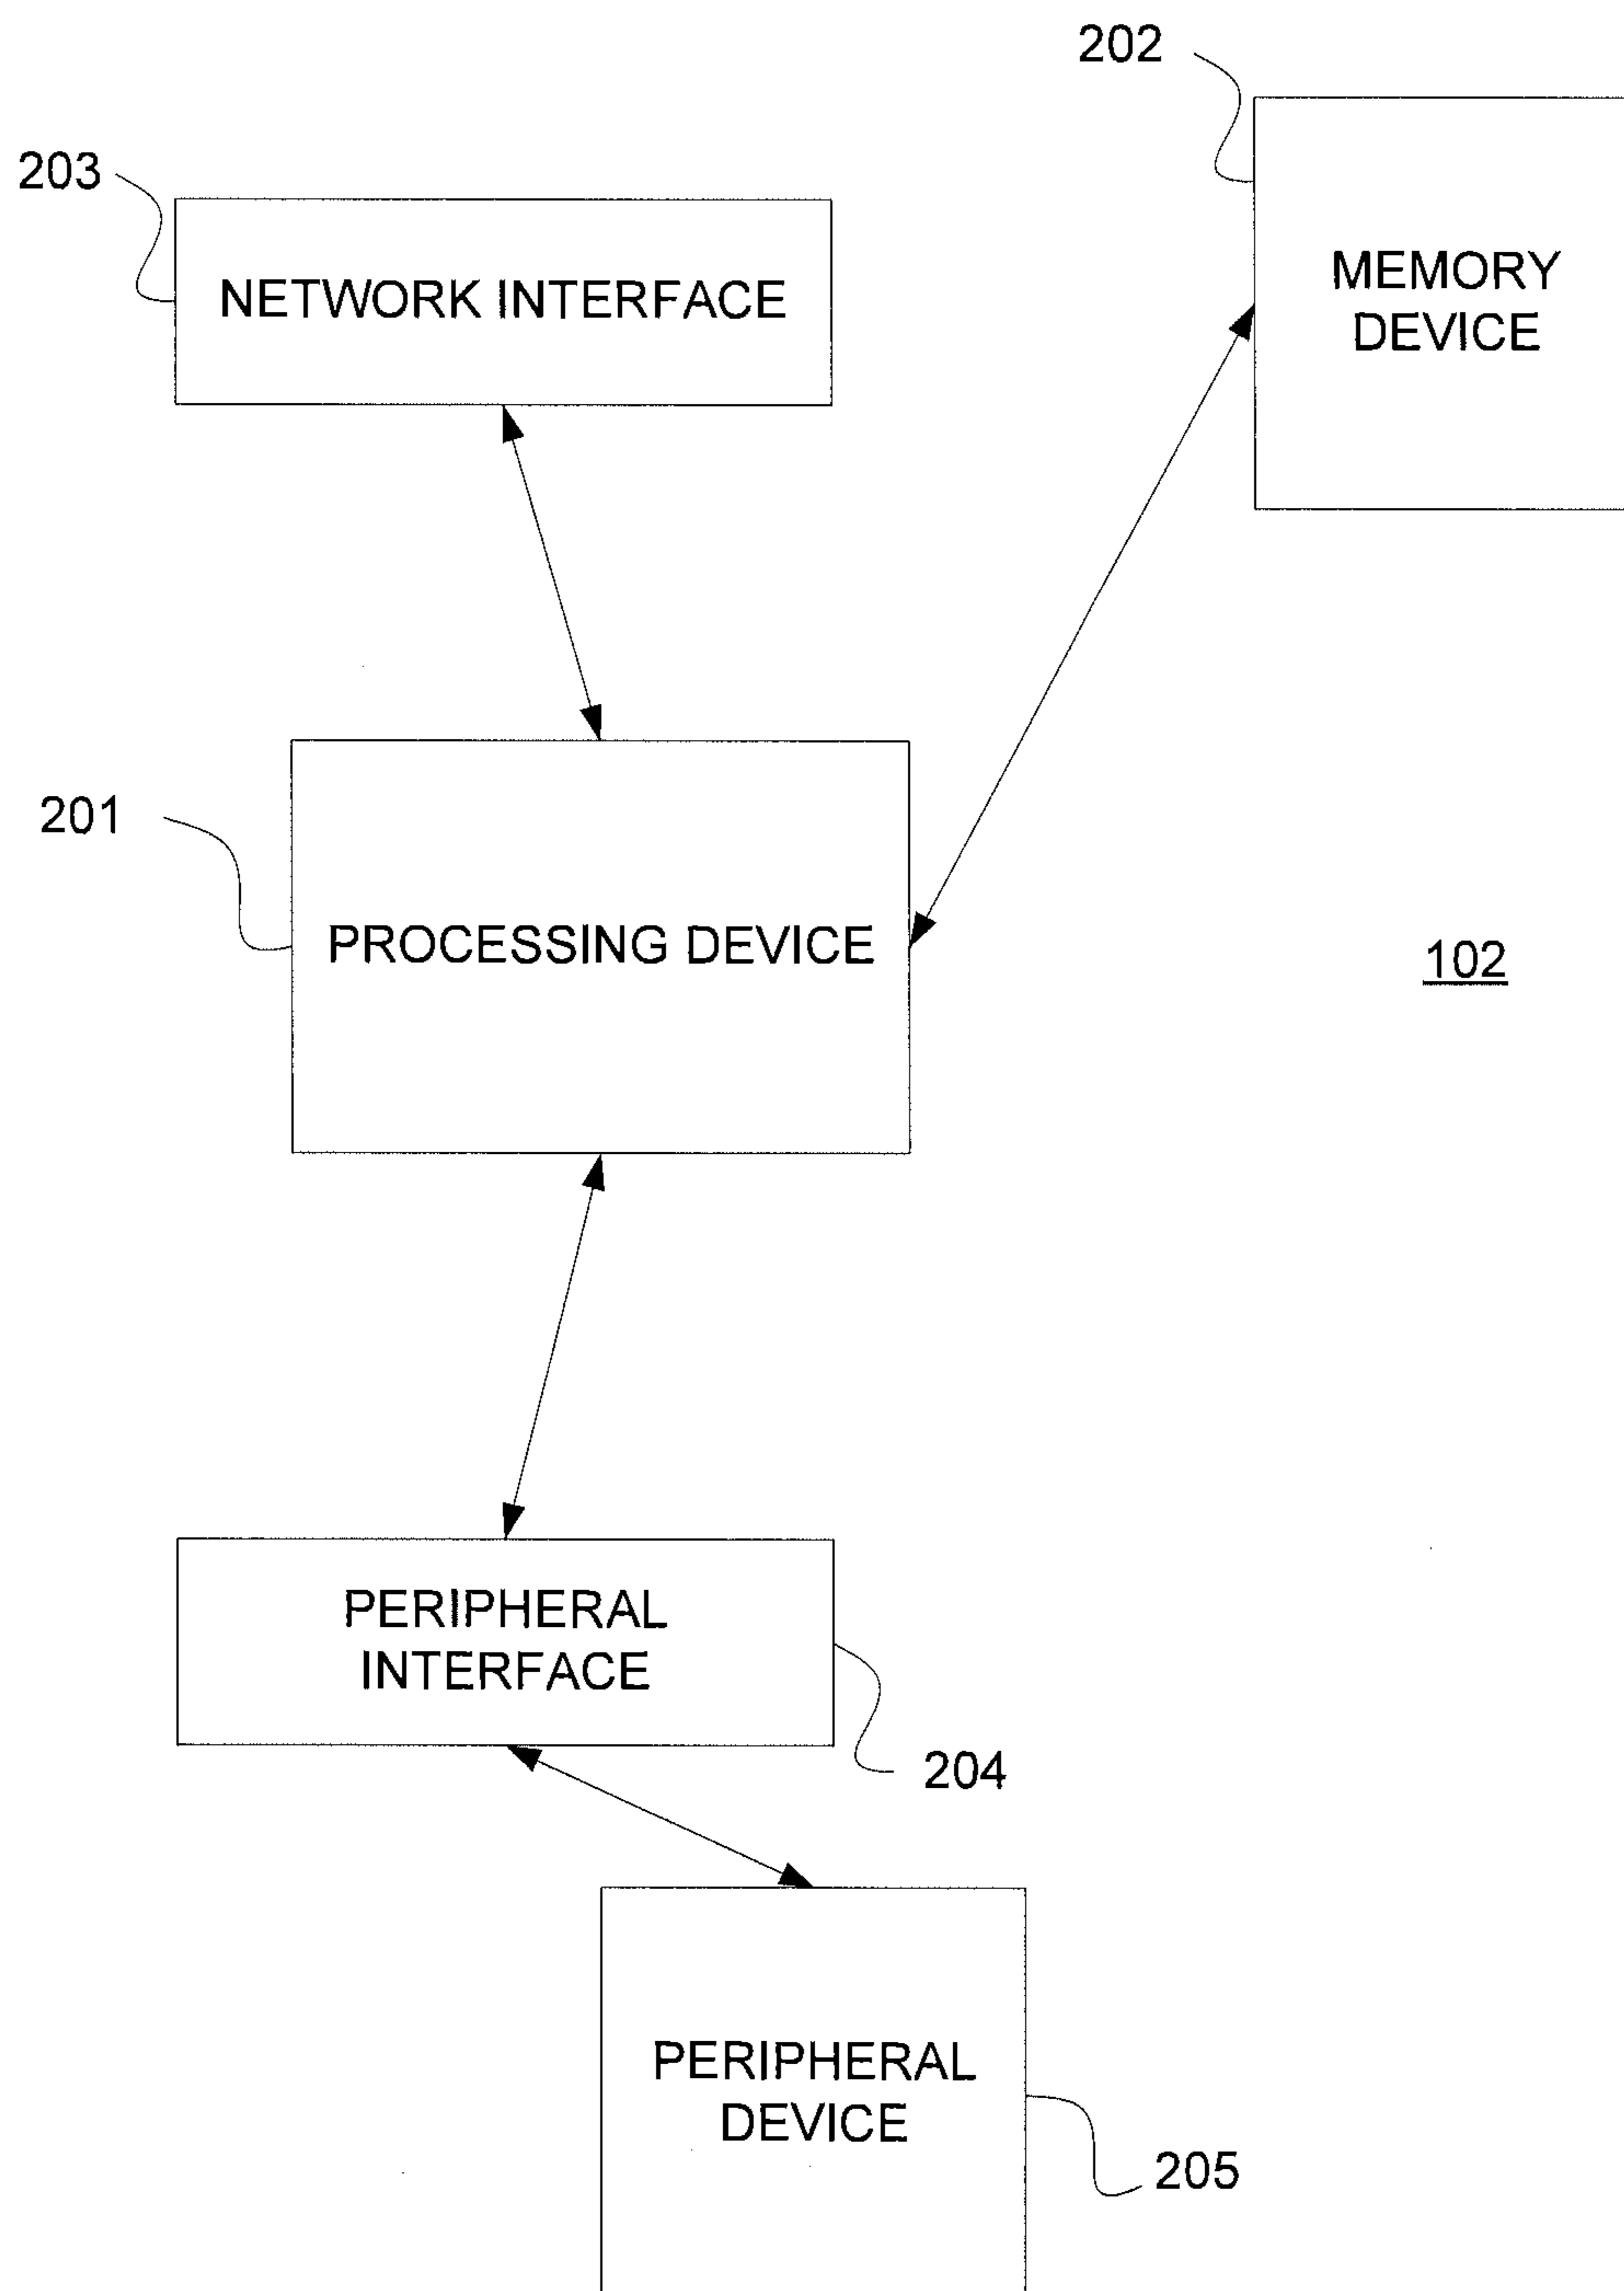 202
203
NETWORK INTERFACE
MEMORY
DEVICE
201
PROCESSING DEVICE
102
PERIPHERAL
INTERFACE
204
PERIPHERAL
DEVICE
205